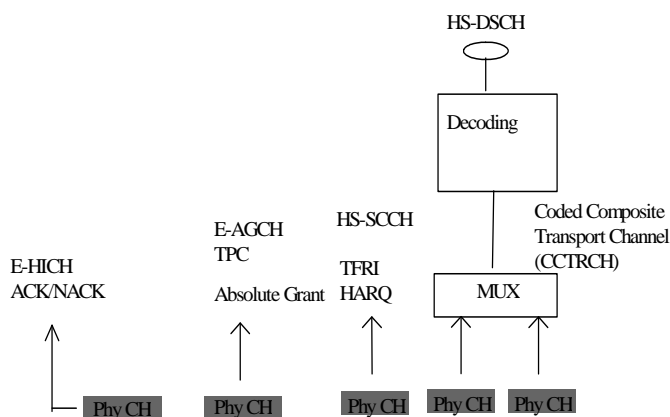 HS-DSCH
Decoding
Coded Composite
Transport Channel
(CCTRCH)
HS-SCCH
TFRI
HARQ
E-AGCH
TPC
Absolute Grant
E-HICH
ACK/NACK
MUX
Phy CH
Phy CH
Phy CH
Phy CH
Phy CH